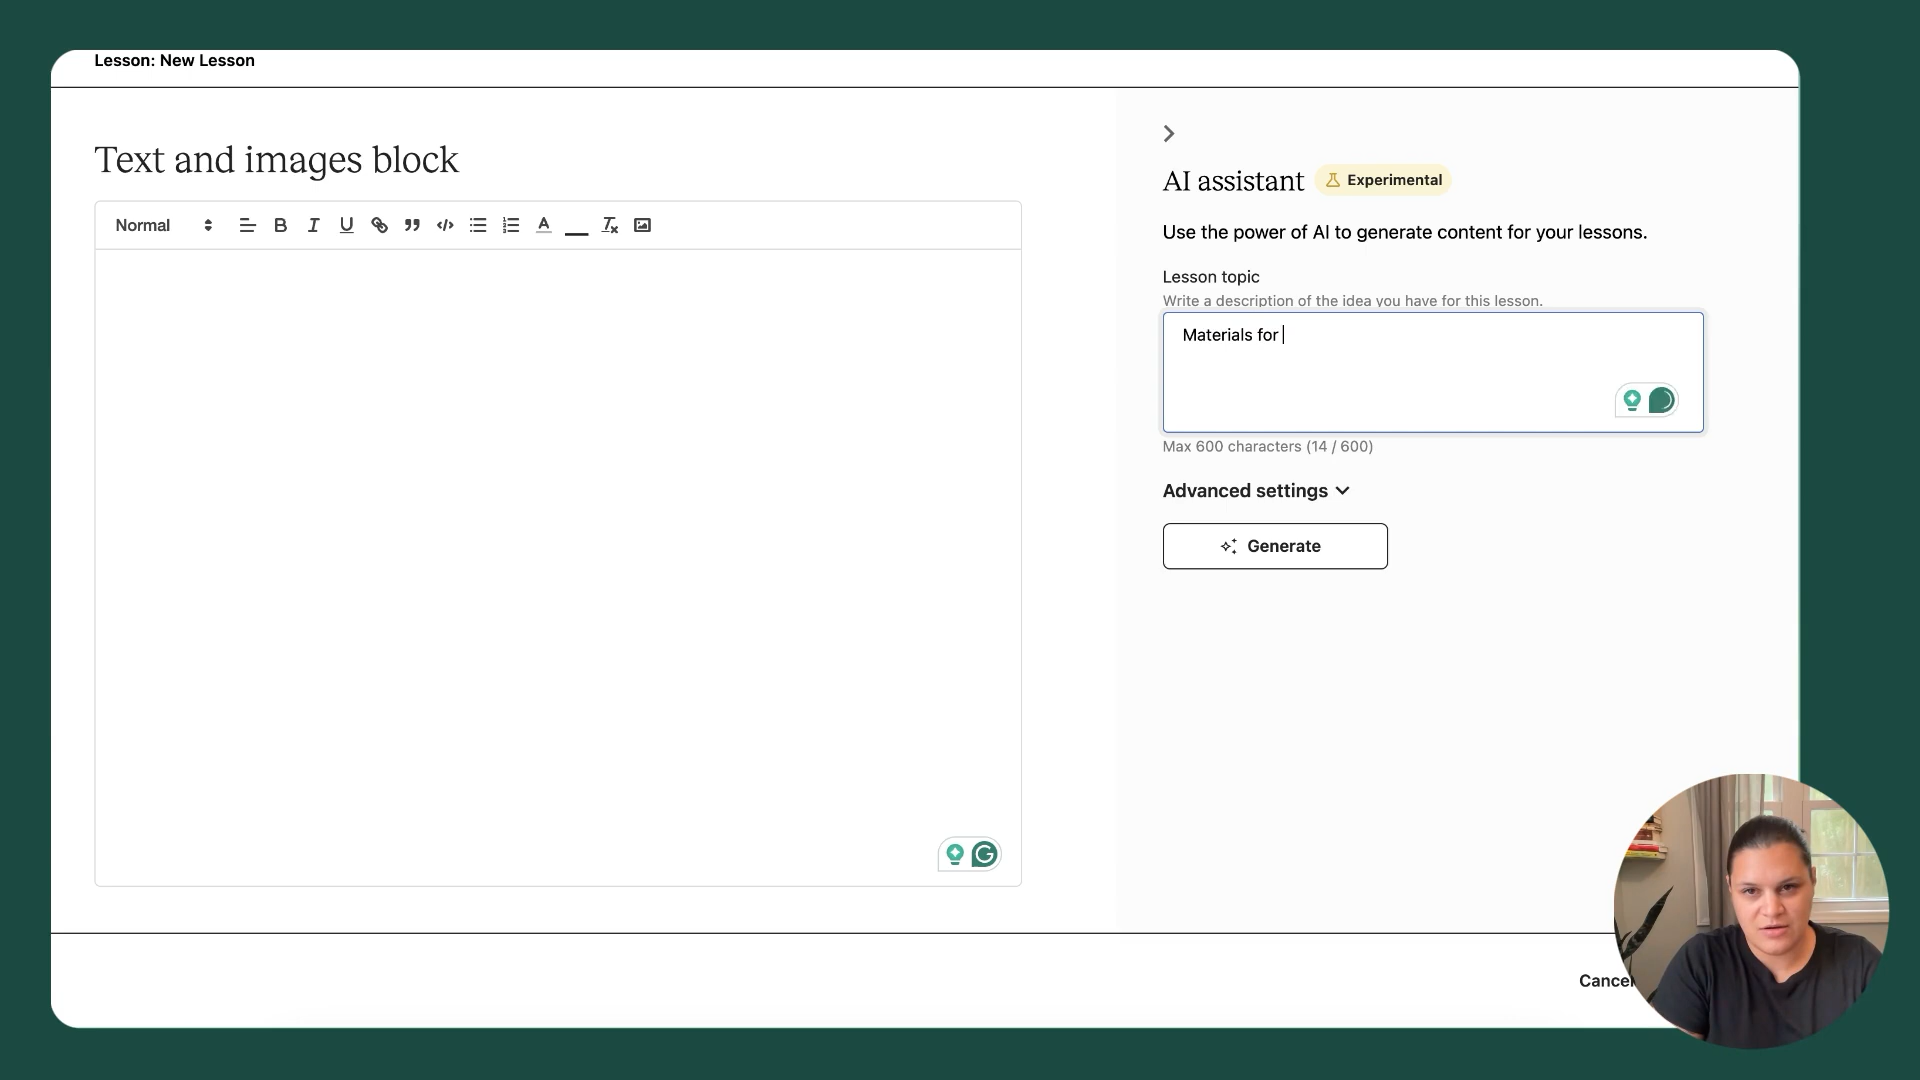 Lesson: New Lesson
Text and images block
Normal
AI assistant
Experimental
Use the power of AI to generate content for your lessons.
Lesson topic
Write a description of the idea you have for this lesson.
Materials for
Max 600 characters (14 / 600)
Advanced settings
Generate
Cancel